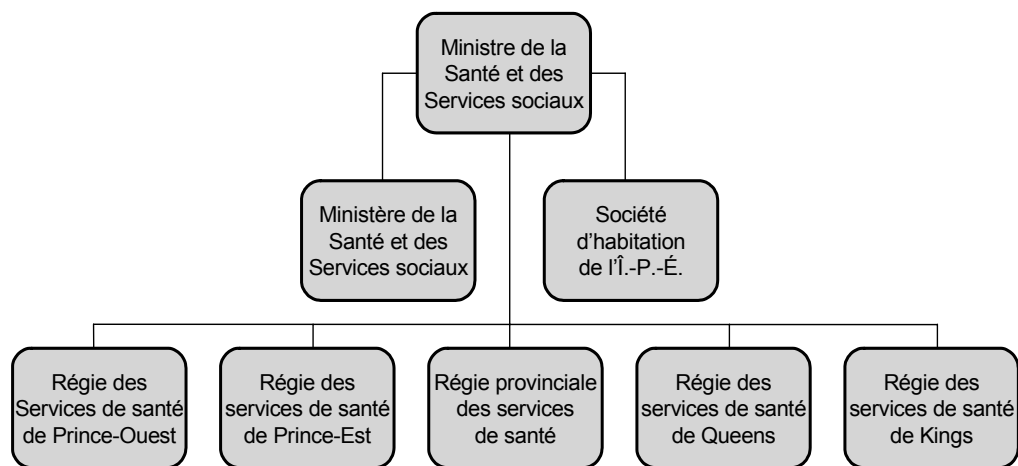 Ministre de la
Santé et des
Services sociaux
Ministère de la
Santé et des
Services sociaux
Société
d'habitation
de l'Î.-P.-É.
Régie des
Services de santé
de Prince-Ouest
Régie des
services de santé
de Prince-Est
Régie provinciale
des services
de santé
Régie des
services de santé
de Queens
Régie des
services de santé
de Kings